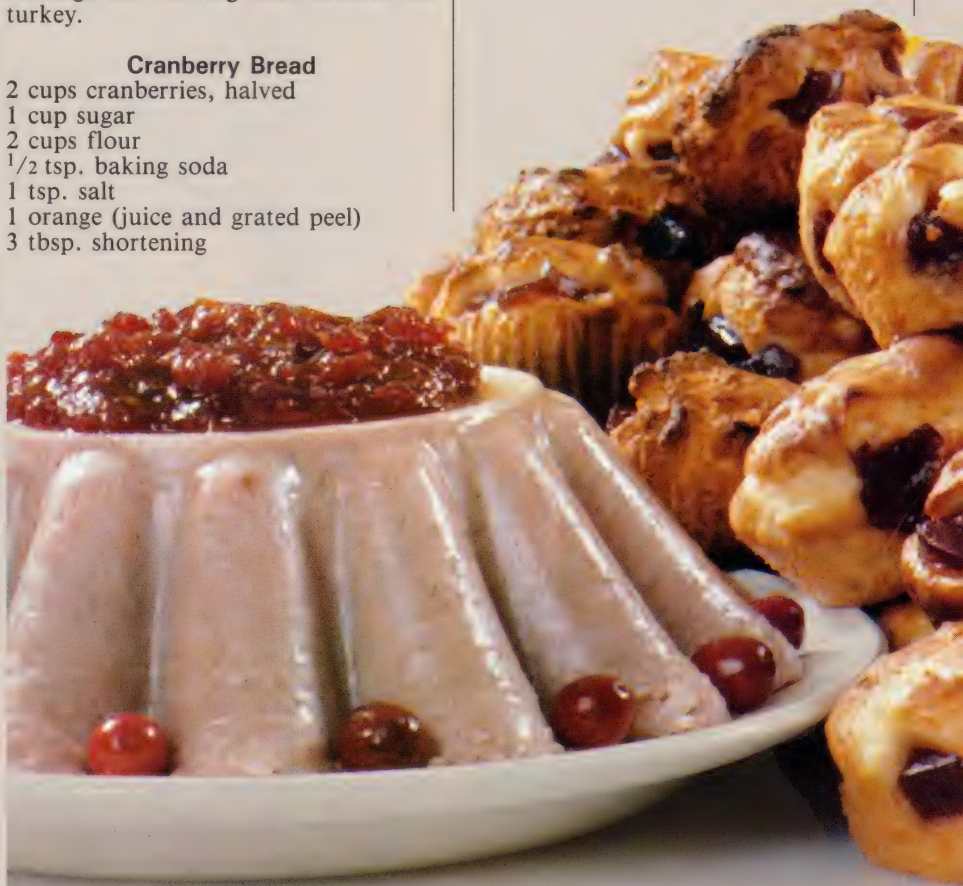 turkey.
Cranberry Bread
2 cups cranberries, halved
1 cup sugar
2 cups flour
1/2 tsp. baking soda
1 tsp. salt
1 orange (juice and grated peel)
3 tbsp. shortening